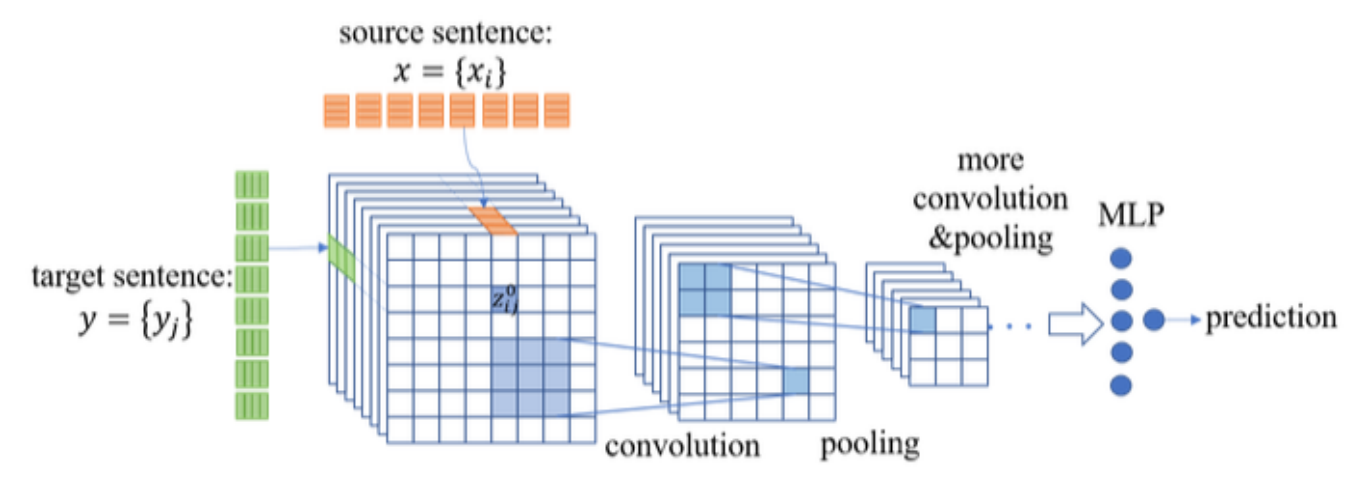 source sentence:
x = {x_i}
more
convolution
&pooling
MLP
target sentence:
y = {y_j}
z_{ij}^0
prediction
convolution
pooling